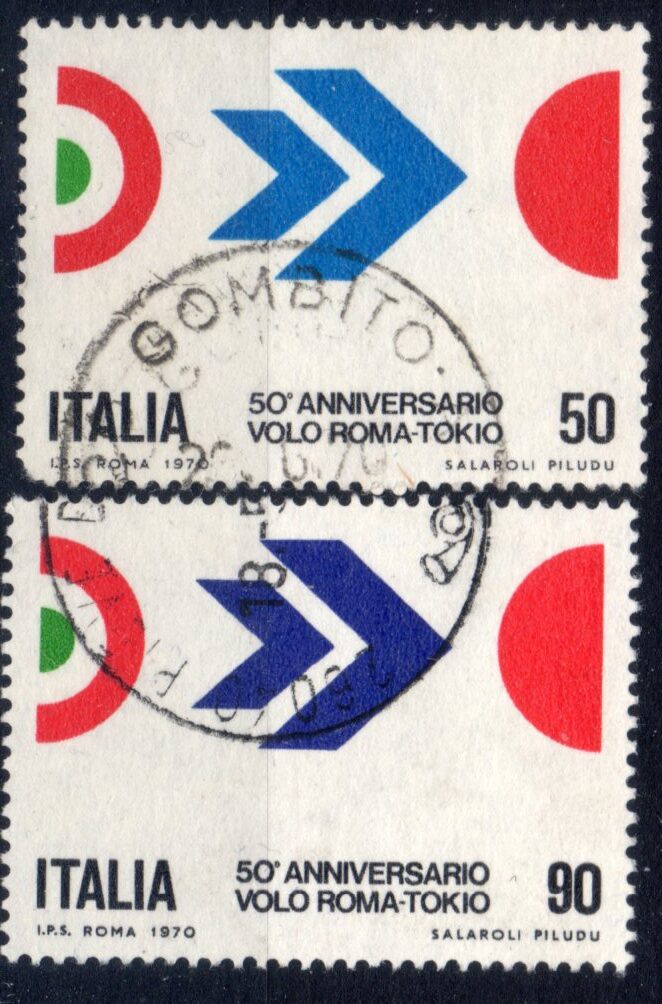 GOMBITO
ITALIA
50° ANNIVERSARIO
VOLO ROMA-TOKIO
50
I.P.S. ROMA 1970
SALAROLI PILUDU
18
ITALIA
50° ANNIVERSARIO
VOLO ROMA-TOKIO
90
I.P.S. ROMA 1970
SALAROLI PILUDU